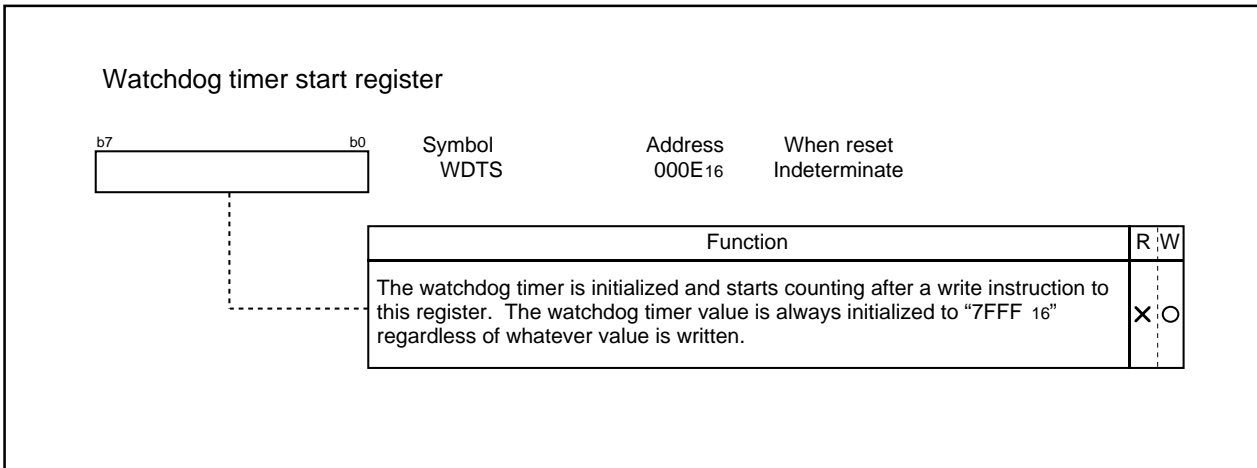 Watchdog timer start register
b7 b0 Symbol Address When reset
WDTS 000E16 Indeterminate
Function R W
The watchdog timer is initialized and starts counting after a write instruction to
this register. The watchdog timer value is always initialized to “7FFF 16”
regardless of whatever value is written.